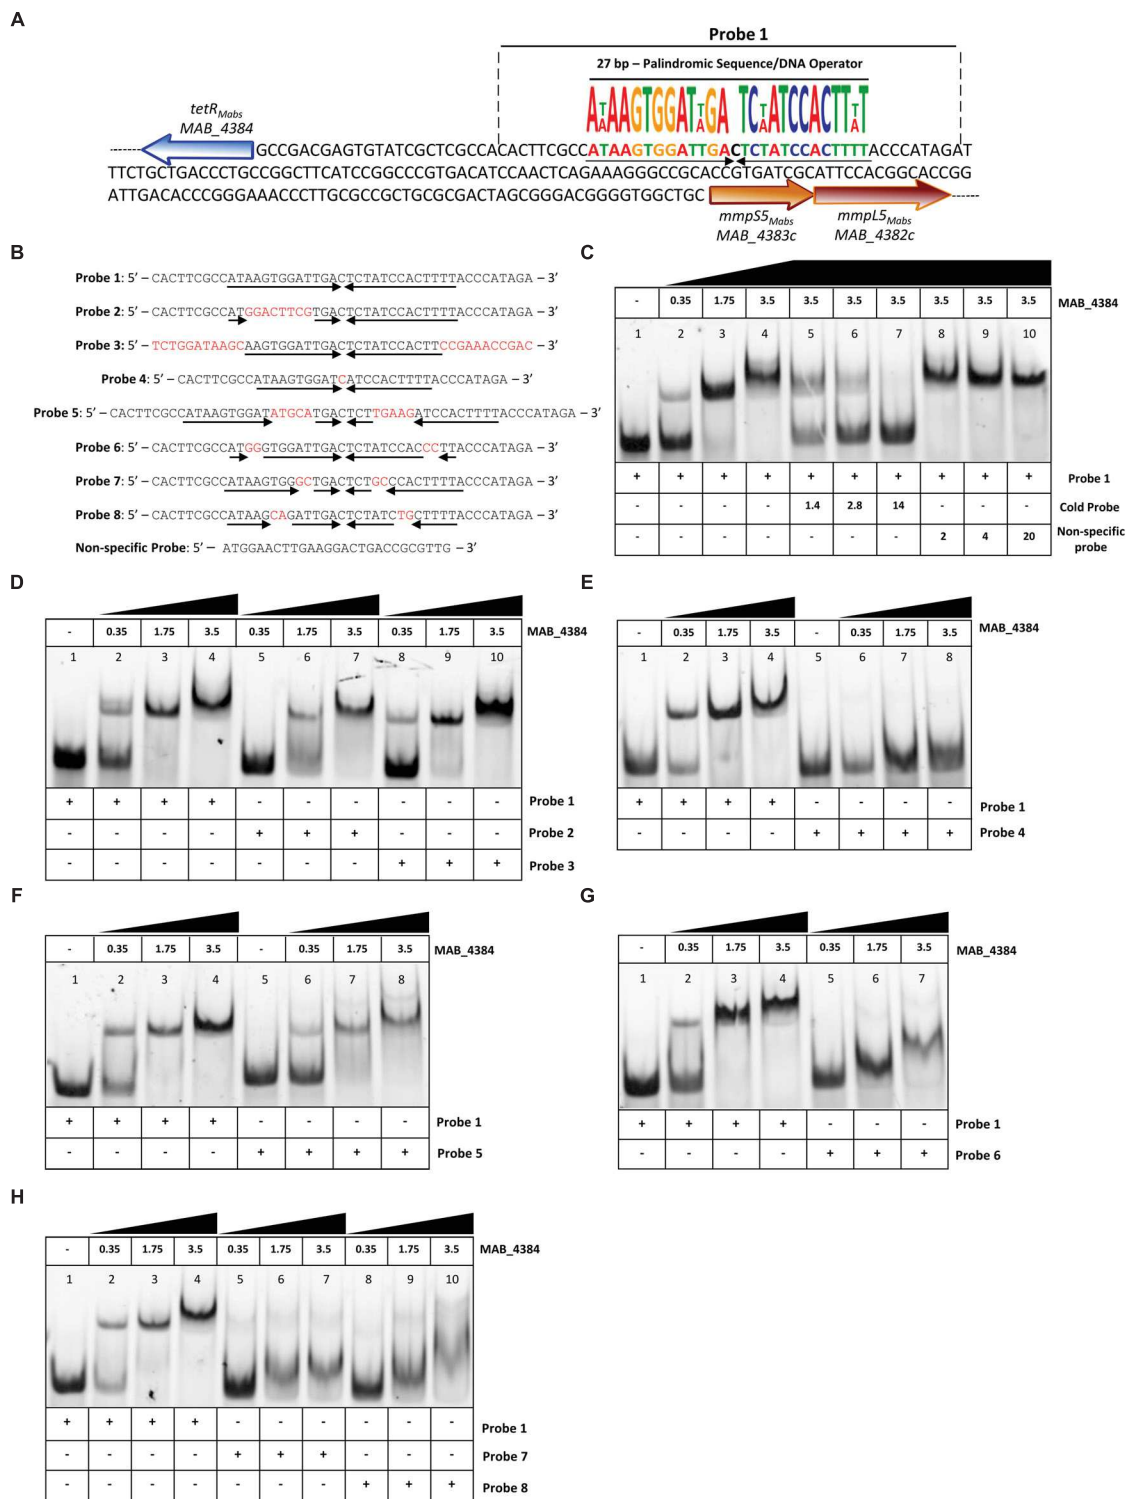 A
Probe 1
27 bp – Palindromic Sequence/DNA Operator
tetR Mabs
MAB_4384
GCCGACGAGTGTATCGCTCGCCACACTTCGCCATAAGTGGATTGACTCTATCCACTTTTACCCATAGAT
TTCTGCTGACCCTGCCGGCTTCATCCGGCCCGTGACATCCAACTCAGAAAGGGCCGCACCGTGATCGCATTCCACGGCACCGG
ATTGACACCCGGGAAACCCTTGCGCCGCTGCGCGACTAGCGGGACGGGGTGGCTGC
mmpS5 Mabs
MAB_4383c
mmpL5 Mabs
MAB_4382c
B
Probe 1: 5’ – CACTTCGCCATAAGTGGATTGACTCTATCCACTTTTACCCATAGA – 3’
Probe 2: 5’ – CACTTCGCCATGGACTTCGTGACTCTATCCACTTTTACCCATAGA – 3’
Probe 3: 5’ – TCTGGATAAGCAAGTGGATTGACTCTATCCACTTCCGAAACCGAC – 3’
Probe 4: 5’ – CACTTCGCCATAAGTGGATCATCCACTTTTACCCATAGA – 3’
Probe 5: 5’ – CACTTCGCCATAAGTGGATATGCATGACTCTTGAAGATCCACTTTTACCCATAGA – 3’
Probe 6: 5’ – CACTTCGCCATGGGTGGATTGACTCTATCCACCCTTACCCATAGA – 3’
Probe 7: 5’ – CACTTCGCCATAAGTGGGCTGACTCTGCCCACTTTTACCCATAGA – 3’
Probe 8: 5’ – CACTTCGCCATAAGCAGATTGACTCTATCTGCTTTTACCCATAGA – 3’
Non-specific Probe: 5’ – ATGGAACTTGAAGGACTGACCGCGTTG – 3’
C
- 0.35 1.75 3.5 3.5 3.5 3.5 3.5 3.5 3.5 MAB_4384
1 2 3 4 5 6 7 8 9 10
+ + + + + + + + + + Probe 1
- - - - 1.4 2.8 14 - - - Cold Probe
- - - - - - - 2 4 20 Non-specific probe
D
- 0.35 1.75 3.5 0.35 1.75 3.5 0.35 1.75 3.5 MAB_4384
1 2 3 4 5 6 7 8 9 10
+ + + + - - - - - - Probe 1
- - - - + + + - - - Probe 2
- - - - - - - + + + Probe 3
E
- 0.35 1.75 3.5 - 0.35 1.75 3.5 MAB_4384
1 2 3 4 5 6 7 8
+ + + + - - - - Probe 1
- - - - + + + + Probe 4
F
- 0.35 1.75 3.5 - 0.35 1.75 3.5 MAB_4384
1 2 3 4 5 6 7 8
+ + + + - - - - Probe 1
- - - - + + + + Probe 5
G
- 0.35 1.75 3.5 0.35 1.75 3.5 MAB_4384
1 2 3 4 5 6 7
+ + + + - - - Probe 1
- - - - + + + Probe 6
H
- 0.35 1.75 3.5 0.35 1.75 3.5 0.35 1.75 3.5 MAB_4384
1 2 3 4 5 6 7 8 9 10
+ + + + - - - - - - Probe 1
- - - - + + + - - - Probe 7
- - - - - - - + + + Probe 8